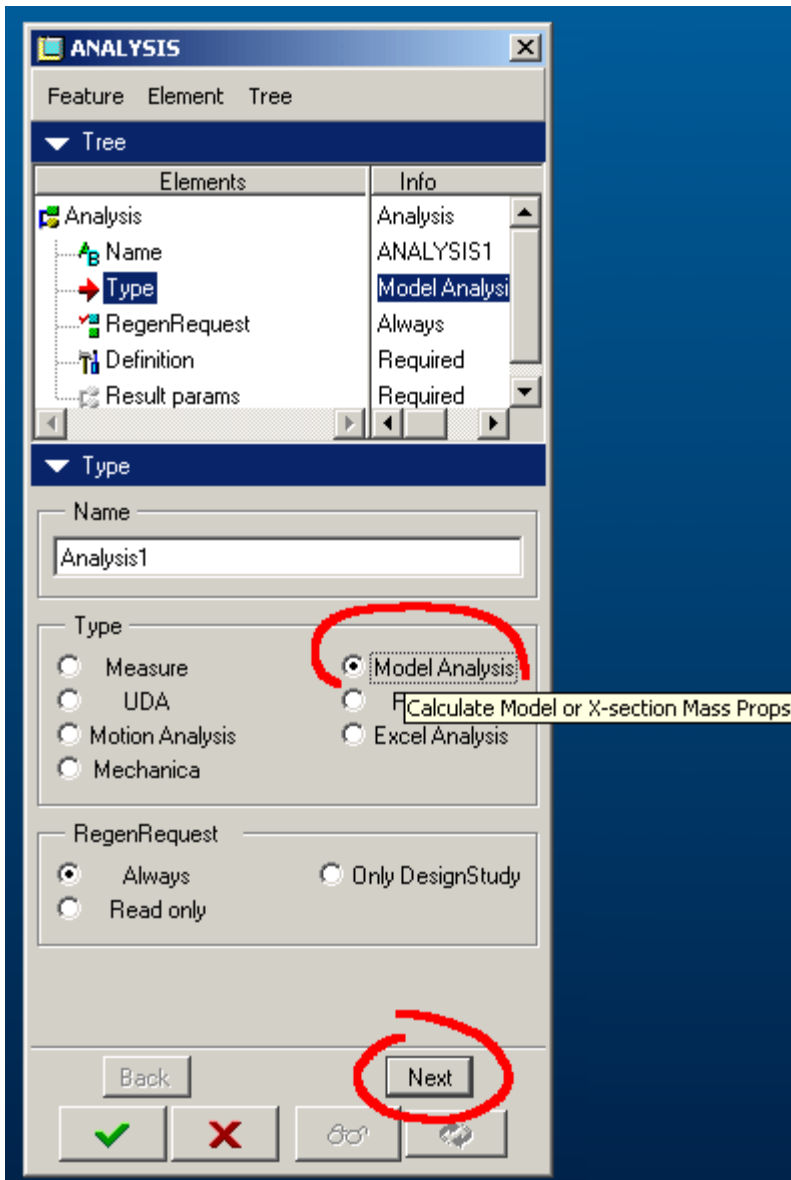 ANALYSIS
Feature Element Tree
Tree
Elements Info
Analysis Analysis
Name ANALYSIS1
Type Model Analysi
RegenRequest Always
Definition Required
Result params Required
Type
Name
Analysis1
Type
Measure Model Analysis
UDA
Calculate Model or X-section Mass Props
Motion Analysis Excel Analysis
Mechanica
RegenRequest
Always Only DesignStudy
Read only
Back Next